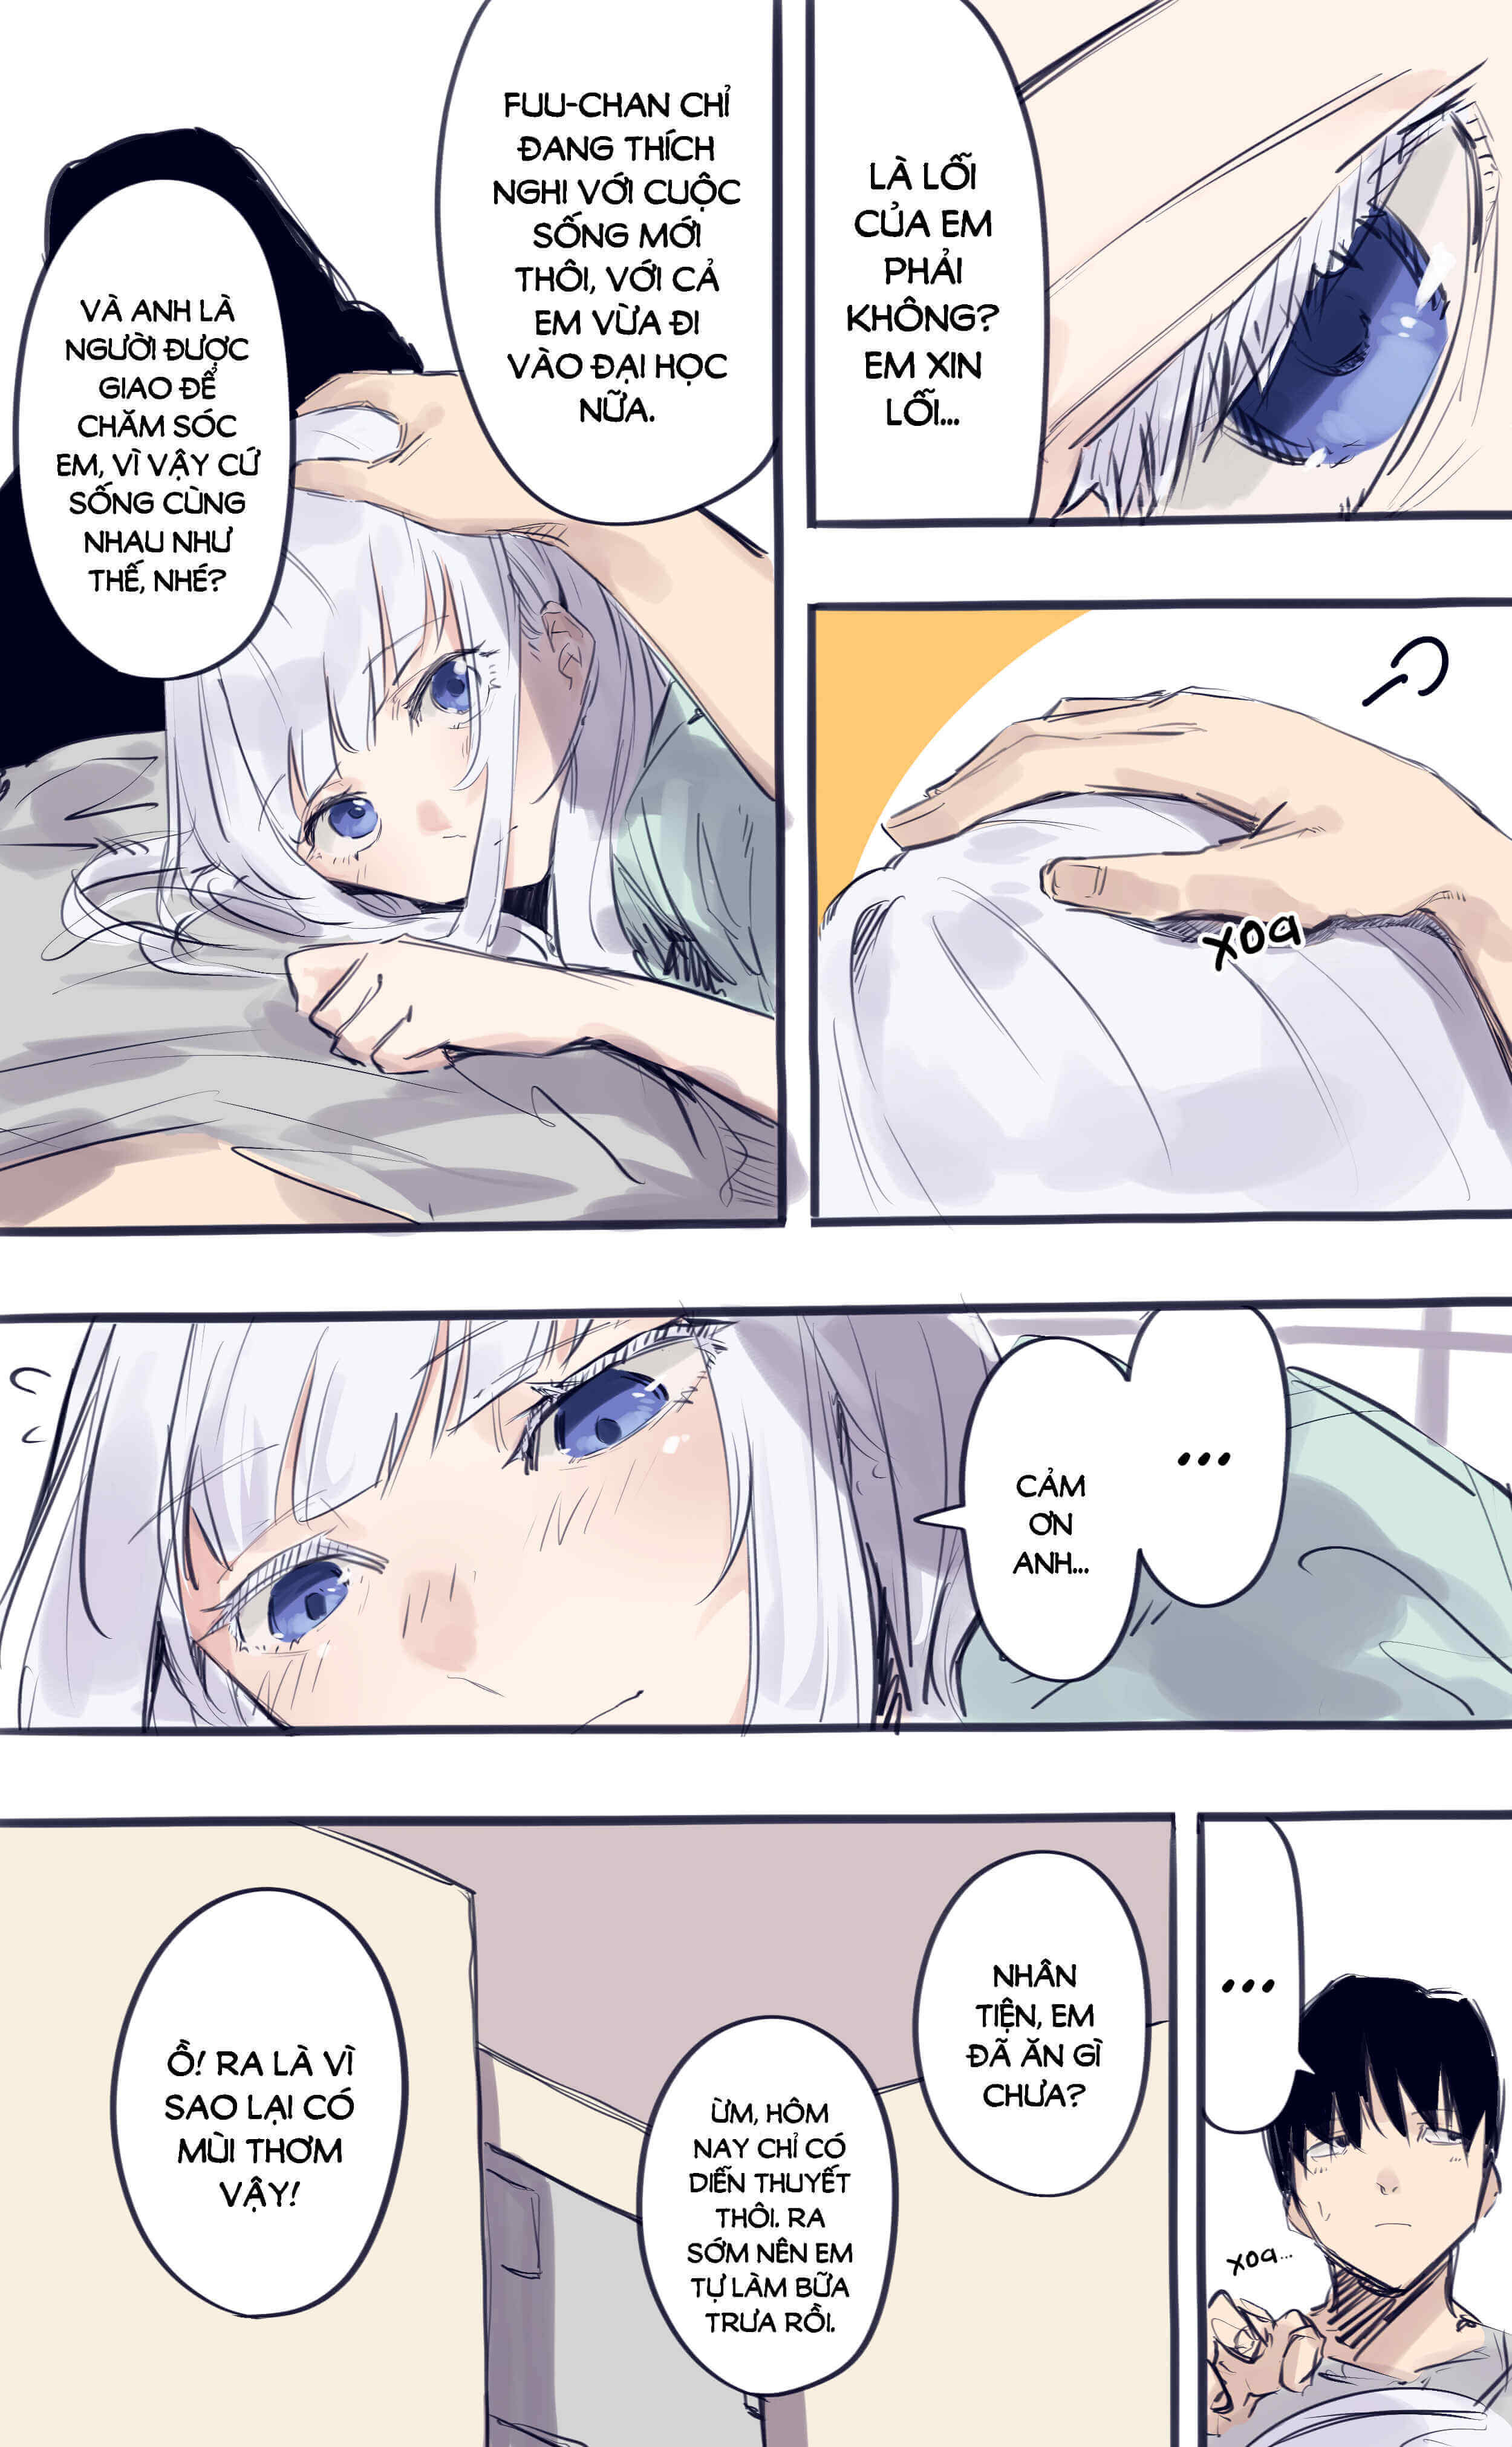 LÀ LỖI
CỦA EM
PHẢI
KHÔNG?
EM XIN
LỖI...
XOA
FUU-CHAN CHỈ
ĐANG THÍCH
NGHI VỚI CUỘC
SỐNG MỚI
THÔI, VỚI CẢ
EM VỪA ĐI
VÀO ĐẠI HỌC
NỮA.
VÀ ANH LÀ
NGƯỜI ĐƯỢC
GIAO ĐỂ
CHĂM SÓC
EM, VÌ VẬY CỨ
SỐNG CÙNG
NHAU NHƯ
THẾ, NHÉ?
...
CẢM
ƠN
ANH...
...
XOA...
NHÂN
TIỆN, EM
ĐÃ ĂN GÌ
CHƯA?
ỪM, HÔM
NAY CHỈ CÓ
DIỄN THUYẾT
THÔI. RA
SỚM NÊN EM
TỰ LÀM BỮA
TRƯA RỒI.
Ồ! RA LÀ VÌ
SAO LẠI CÓ
MÙI THƠM
VẬY!